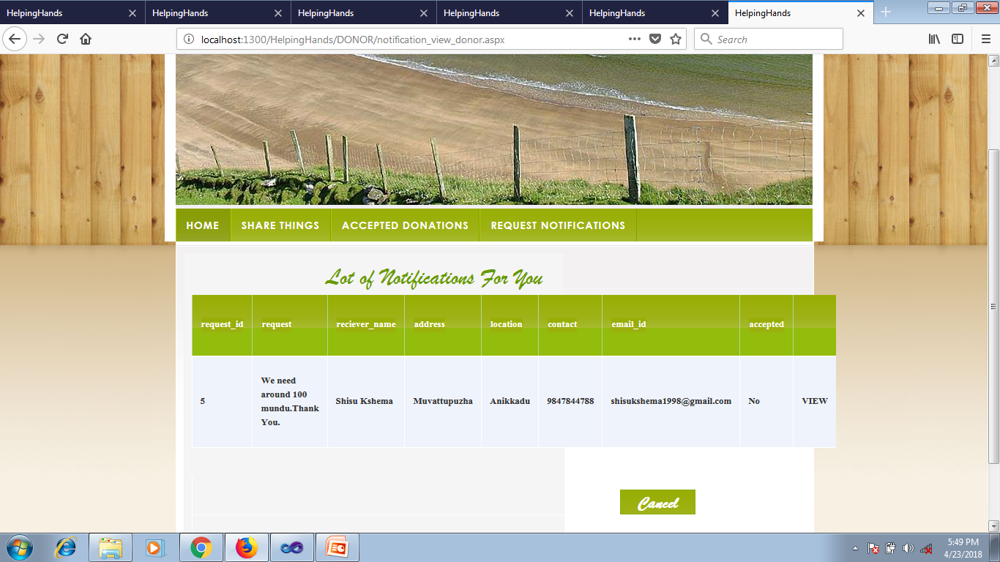 HelpingHands HelpingHands HelpingHands HelpingHands HelpingHands HelpingHands
localhost:1300/HelpingHands/DONOR/notification_view_donor.aspx Search
HOME SHARE THINGS ACCEPTED DONATIONS REQUEST NOTIFICATIONS
Lot of Notifications For You
request_id request reciever_name address location contact email_id accepted
5 We need around 100 mundu.Thank You. Shisu Kshema Muvattupuzha Anikkadu 9847844788 shisukshema1998@gmail.com No VIEW
Cancel
5:49 PM
4/23/2018